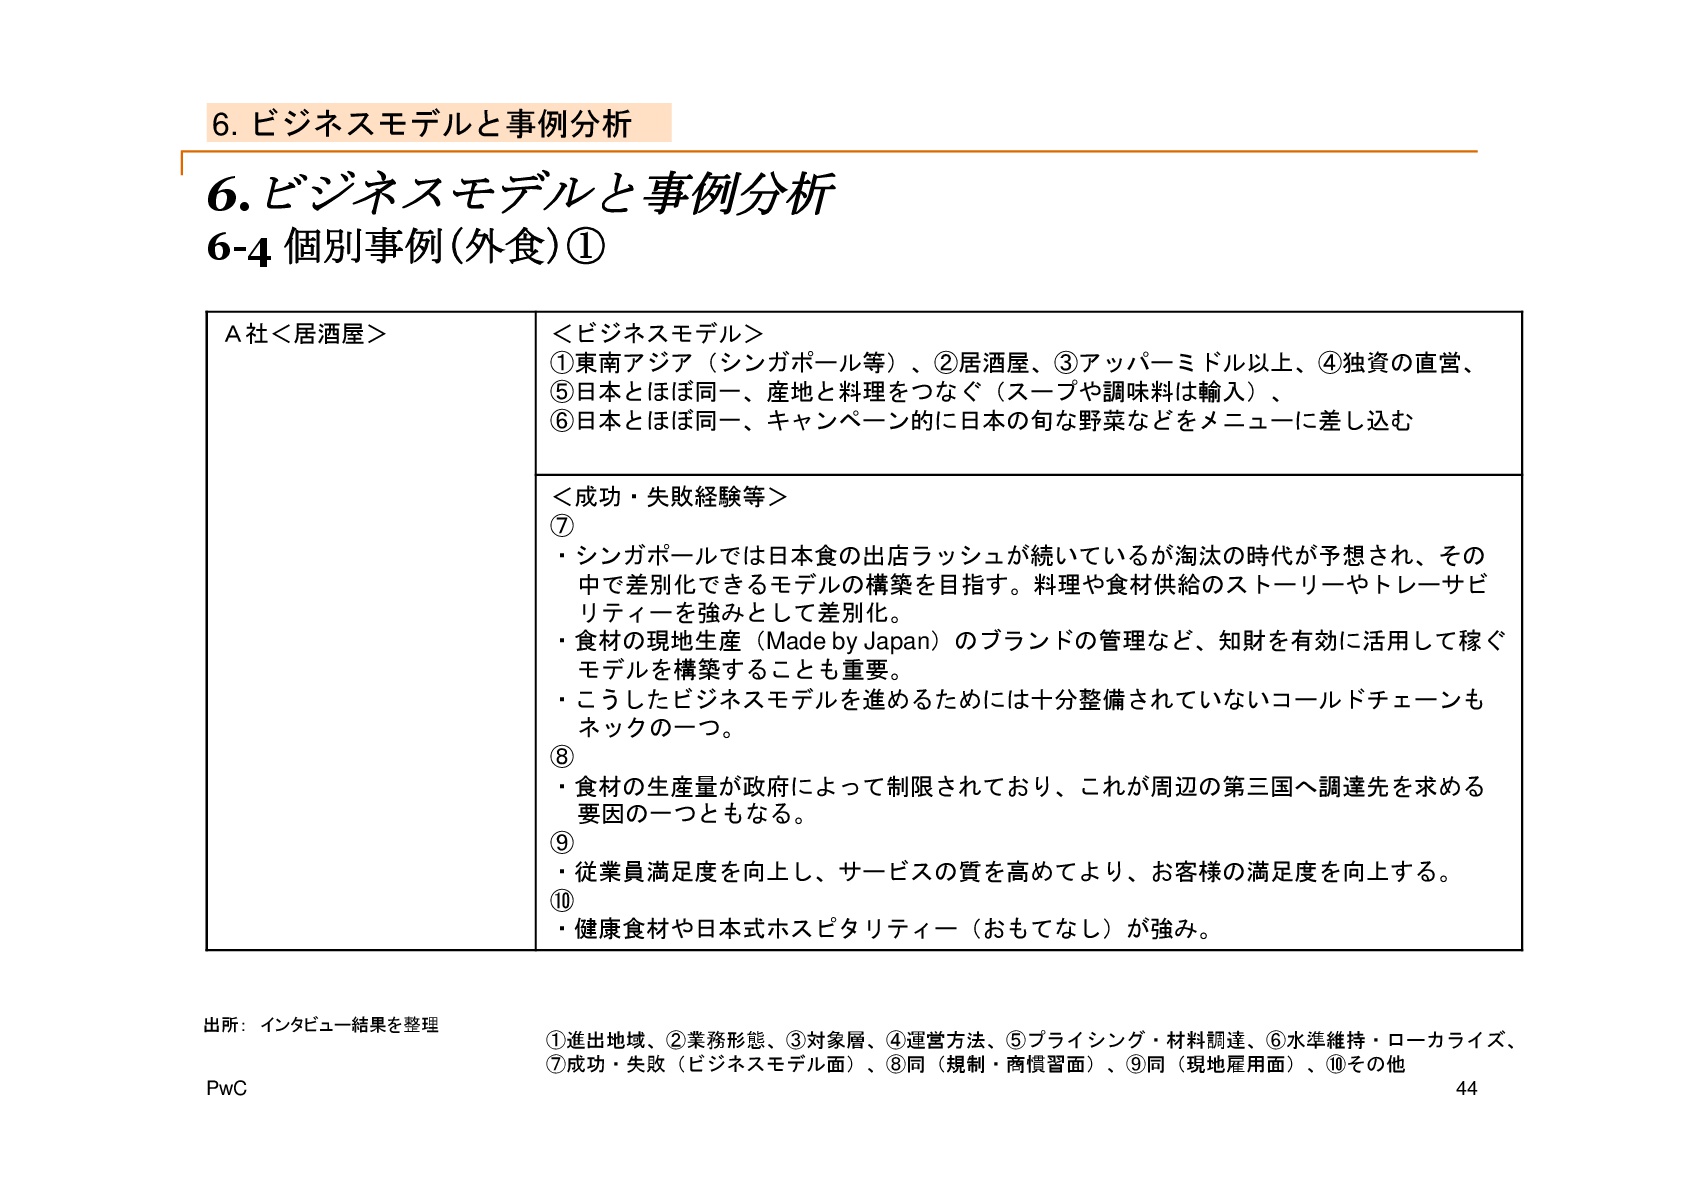 6. ビジネスモデルと事例分析
6. ビジネスモデルと事例分析
6-4 個別事例(外食)①
A社＜居酒屋＞
＜ビジネスモデル＞
①東南アジア（シンガポール等）、②居酒屋、③アッパーミドル以上、④独資の直営、
⑤日本とほぼ同一、産地と料理をつなぐ（スープや調味料は輸入）、
⑥日本とほぼ同一、キャンペーン的に日本の旬な野菜などをメニューに差し込む
＜成功・失敗経験等＞
⑦
・シンガポールでは日本食の出店ラッシュが続いているが淘汰の時代が予想され、その
中で差別化できるモデルの構築を目指す。料理や食材供給のストーリーやトレーサビ
リティーを強みとして差別化。
・食材の現地生産（Made by Japan）のブランドの管理など、知財を有効に活用して稼ぐ
モデルを構築することも重要。
・こうしたビジネスモデルを進めるためには十分整備されていないコールドチェーンも
ネックの一つ。
⑧
・食材の生産量が政府によって制限されており、これが周辺の第三国へ調達先を求める
要因の一つともなる。
⑨
・従業員満足度を向上し、サービスの質を高めてより、お客様の満足度を向上する。
⑩
・健康食材や日本式ホスピタリティー（おもてなし）が強み。
出所： インタビュー結果を整理
①進出地域、②業務形態、③対象層、④運営方法、⑤プライシング・材料調達、⑥水準維持・ローカライズ、
⑦成功・失敗（ビジネスモデル面）、⑧同（規制・商慣習面）、⑨同（現地雇用面）、⑩その他
PwC
44